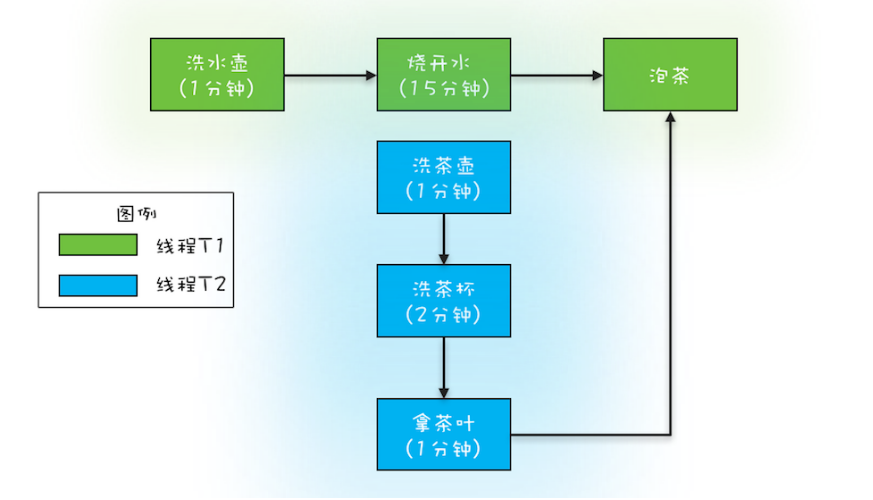 洗水壶
(1分钟)
烧开水
(15分钟)
泡茶
洗茶壶
(1分钟)
图例
线程T1
线程T2
洗茶杯
(2分钟)
拿茶叶
(1分钟)